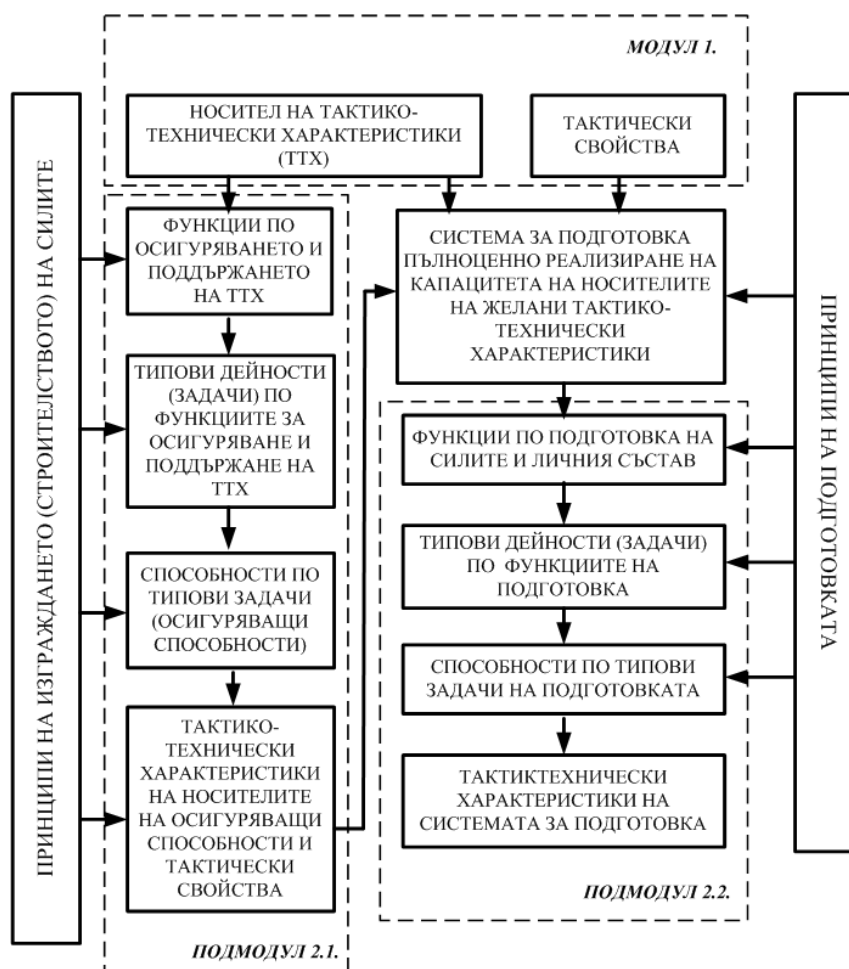 МОДУЛ 1.
НОСИТЕЛ НА ТАКТИКО-
ТЕХНИЧЕСКИ ХАРАКТЕРИСТИКИ
(ТТХ)
ТАКТИЧЕСКИ
СВОЙСТВА
ПРИНЦИПИ НА ИЗГРАЖДАНЕТО (СТРОИТЕЛСТВОТО) НА СИЛИТЕ
ФУНКЦИИ ПО
ОСИГУРЯВАНЕТО И
ПОДДЪРЖАНЕТО
НА ТТХ
ТИПОВИ ДЕЙНОСТИ
(ЗАДАЧИ) ПО
ФУНКЦИИТЕ ЗА
ОСИГУРЯВАНЕ И
ПОДДЪРЖАНЕ НА
ТТХ
СПОСОБНОСТИ ПО
ТИПОВИ ЗАДАЧИ
(ОСИГУРЯВАЩИ
СПОСОБНОСТИ)
ТАКТИКО-
ТЕХНИЧЕСКИ
ХАРАКТЕРИСТИКИ
НА НОСИТЕЛИТЕ
НА ОСИГУРЯВАЩИ
СПОСОБНОСТИ И
ТАКТИЧЕСКИ
СВОЙСТВА
ПОДМОДУЛ 2.1.
СИСТЕМА ЗА ПОДГОТОВКА
ПЪЛНОЦЕННО РЕАЛИЗИРАНЕ НА
КАПАЦИТЕТА НА НОСИТЕЛИТЕ
НА ЖЕЛАНИ ТАКТИКО-
ТЕХНИЧЕСКИ
ХАРАКТЕРИСТИКИ
ФУНКЦИИ ПО ПОДГОТОВКА НА
СИЛИТЕ И ЛИЧНИЯ СЪСТАВ
ТИПОВИ ДЕЙНОСТИ (ЗАДАЧИ)
ПО ФУНКЦИИТЕ НА
ПОДГОТОВКА
СПОСОБНОСТИ ПО ТИПОВИ
ЗАДАЧИ НА ПОДГОТОВКАТА
ТАКТИКТЕХНИЧЕСКИ
ХАРАКТЕРИСТИКИ НА
СИСТЕМАТА ЗА ПОДГОТОВКА
ПОДМОДУЛ 2.2.
ПРИНЦИПИ НА ПОДГОТОВКАТА